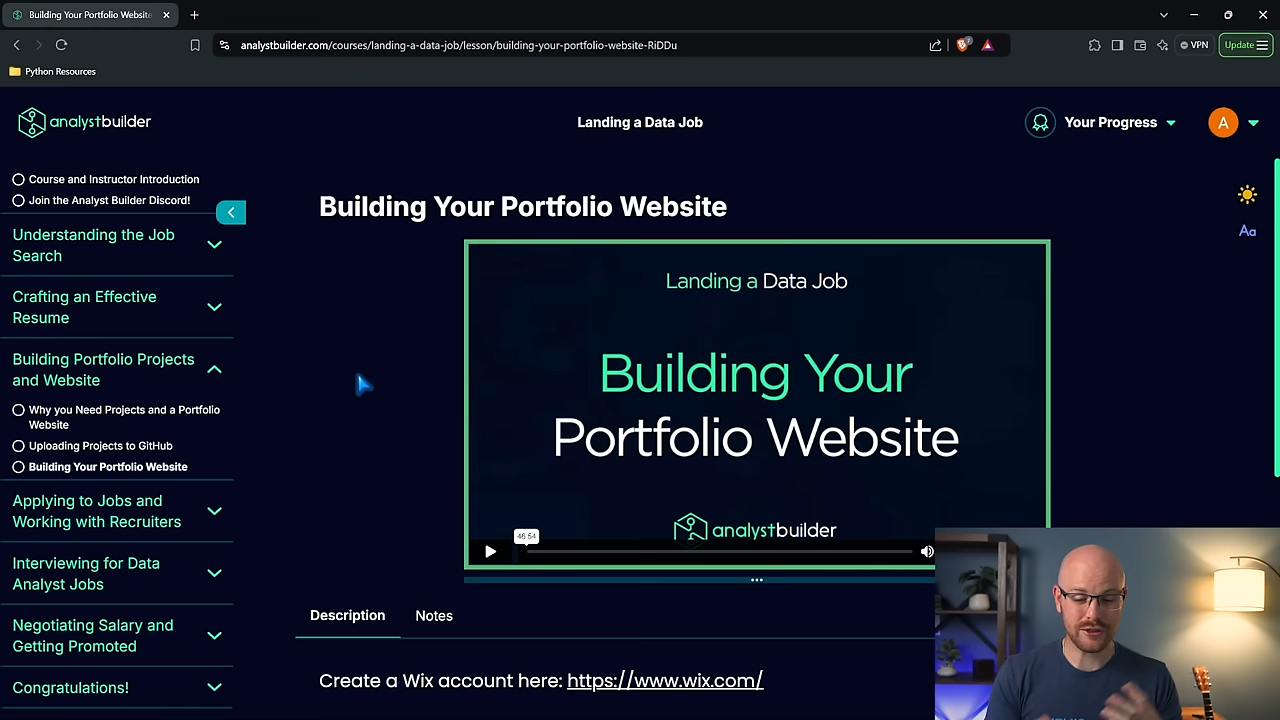 Building Your Portfolio Website
analystbuilder.com/courses/landing-a-data-job/lesson/building-your-portfolio-website-RiDDu
7
VPN
Update
Python Resources
analystbuilder
Landing a Data Job
Your Progress
A
Course and Instructor Introduction
Join the Analyst Builder Discord!
Understanding the Job
Search
Crafting an Effective
Resume
Building Portfolio Projects
and Website
Why you Need Projects and a Portfolio
Website
Uploading Projects to GitHub
Building Your Portfolio Website
Applying to Jobs and
Working with Recruiters
Interviewing for Data
Analyst Jobs
Negotiating Salary and
Getting Promoted
Congratulations!
Building Your Portfolio Website
Aa
Landing a Data Job
Building Your
Portfolio Website
analystbuilder
46:54
Description
Notes
Create a Wix account here: https://www.wix.com/